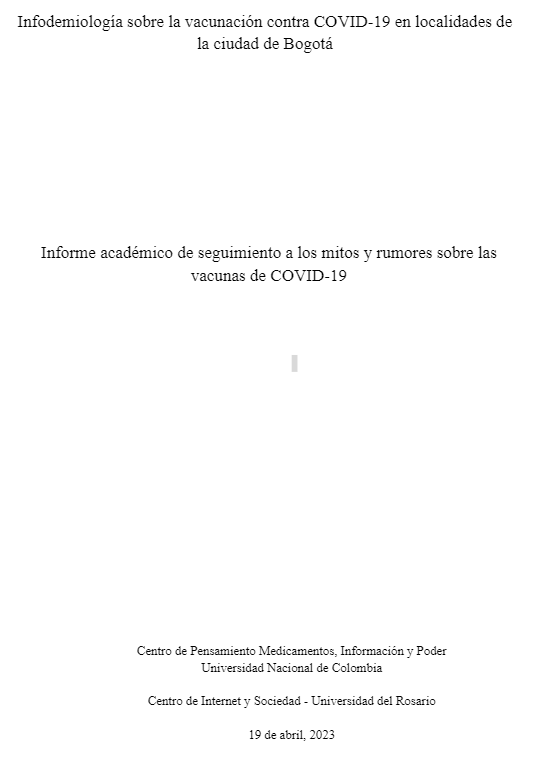 Infodemiología sobre la vacunación contra COVID-19 en localidades de
la ciudad de Bogotá
Informe académico de seguimiento a los mitos y rumores sobre las
vacunas de COVID-19
Centro de Pensamiento Medicamentos, Información y Poder
Universidad Nacional de Colombia
Centro de Internet y Sociedad - Universidad del Rosario
19 de abril, 2023